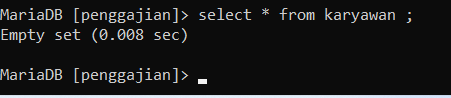 MariaDB [penggajian]> select * from karyawan ;
Empty set (0.008 sec)
MariaDB [penggajian]>